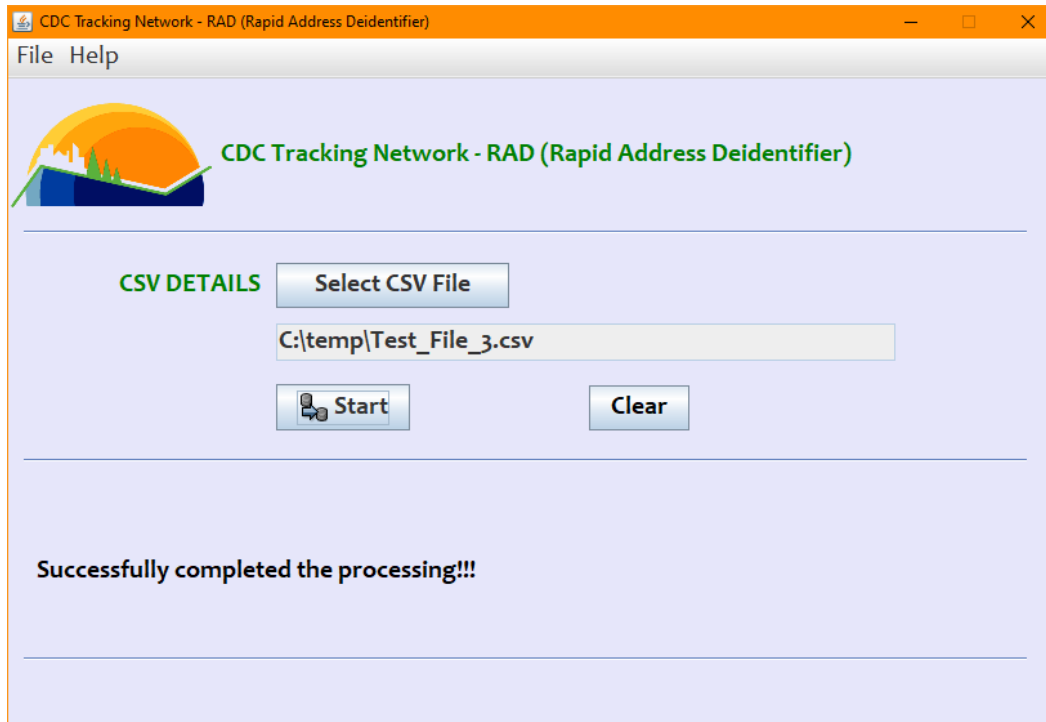 CDC Tracking Network - RAD (Rapid Address Deidentifier)
File Help
CDC Tracking Network - RAD (Rapid Address Deidentifier)
CSV DETAILS Select CSV File
C:\temp\Test_File_3.csv
Start Clear
Successfully completed the processing!!!